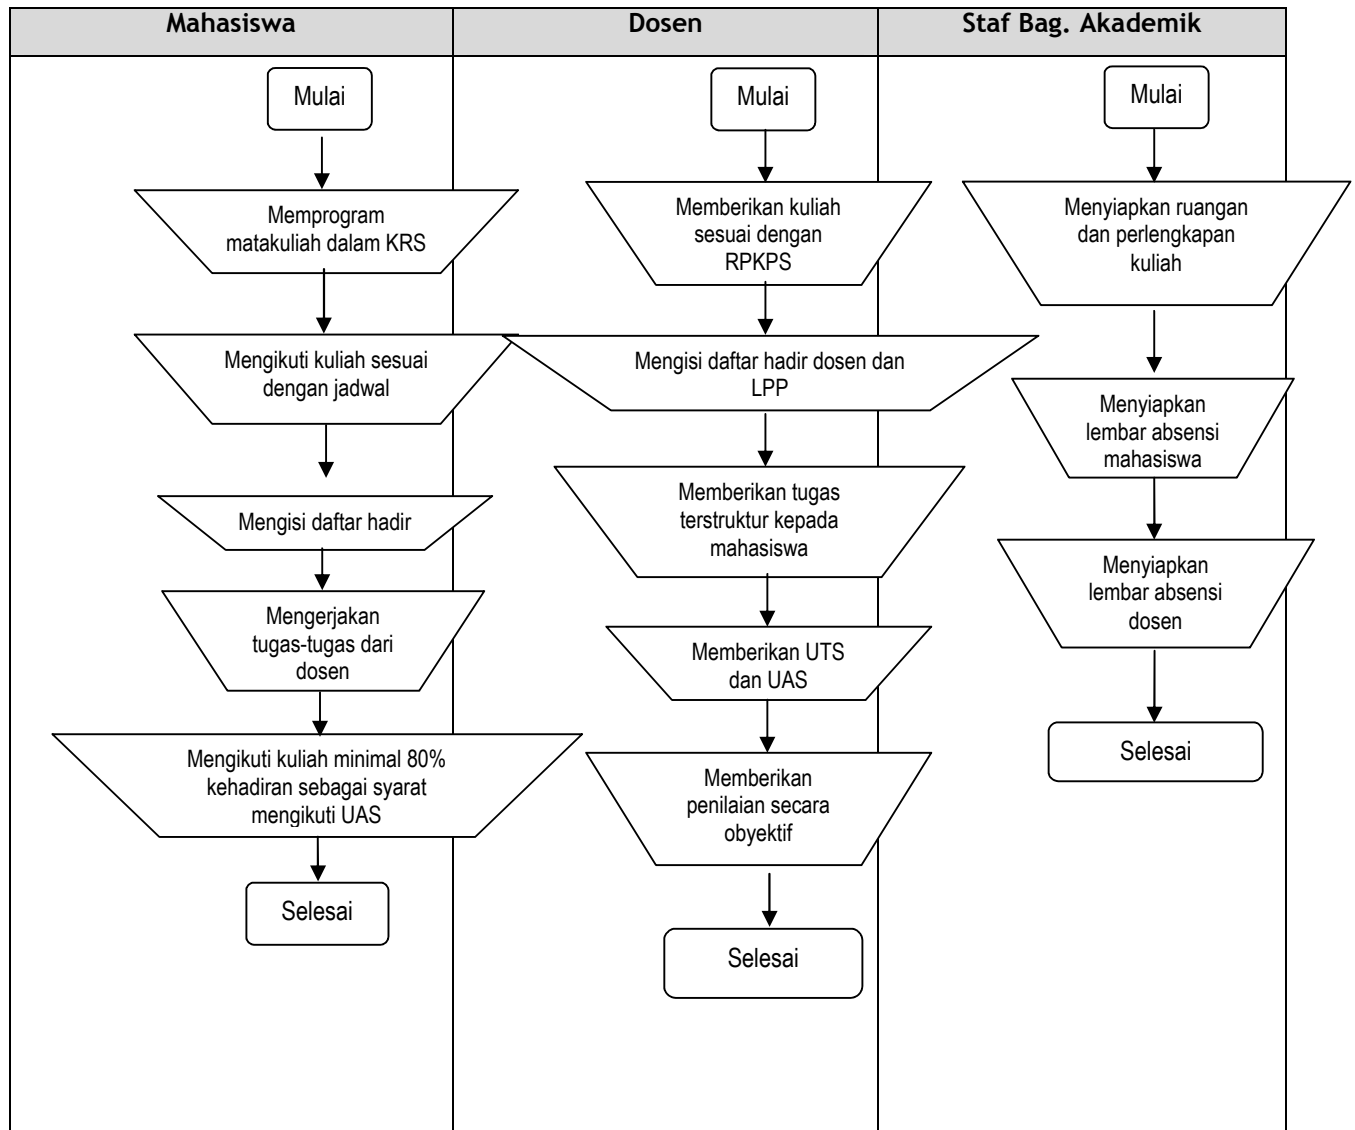 Mahasiswa
Dosen
Staf Bag. Akademik
Mulai
Memprogram
matakuliah dalam KRS
Mengikuti kuliah sesuai
dengan jadwal
Mengisi daftar hadir
Mengerjakan
tugas-tugas dari
dosen
Mengikuti kuliah minimal 80%
kehadiran sebagai syarat
mengikuti UAS
Selesai
Mulai
Memberikan kuliah
sesuai dengan
RPKPS
Mengisi daftar hadir dosen dan
LPP
Memberikan tugas
terstruktur kepada
mahasiswa
Memberikan UTS
dan UAS
Memberikan
penilaian secara
obyektif
Selesai
Mulai
Menyiapkan ruangan
dan perlengkapan
kuliah
Menyiapkan
lembar absensi
mahasiswa
Menyiapkan
lembar absensi
dosen
Selesai